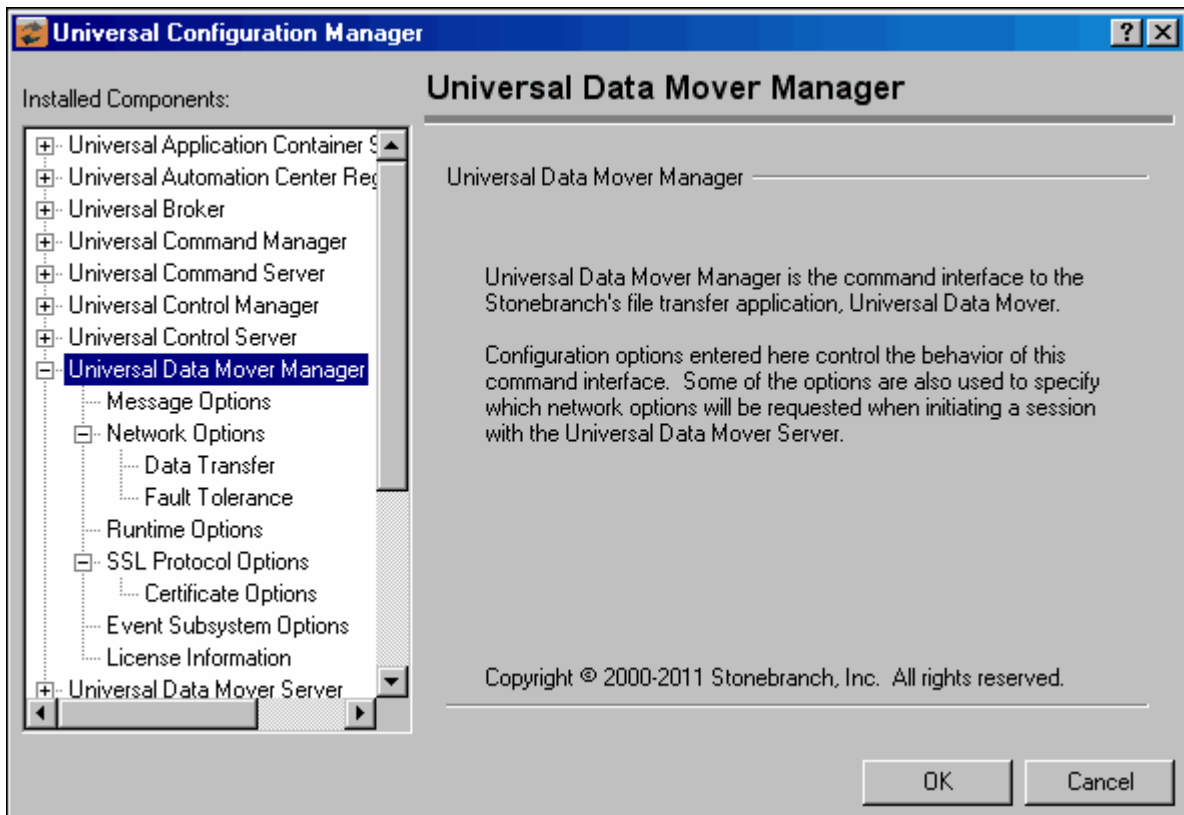 Universal Configuration Manager
Installed Components:
Universal Application Container S
Universal Automation Center Reg
Universal Broker
Universal Command Manager
Universal Command Server
Universal Control Manager
Universal Control Server
Universal Data Mover Manager
Message Options
Network Options
Data Transfer
Fault Tolerance
Runtime Options
SSL Protocol Options
Certificate Options
Event Subsystem Options
License Information
Universal Data Mover Server
Universal Data Mover Manager
Universal Data Mover Manager
Universal Data Mover Manager is the command interface to the
Stonebranch's file transfer application, Universal Data Mover.
Configuration options entered here control the behavior of this
command interface. Some of the options are also used to specify
which network options will be requested when initiating a session
with the Universal Data Mover Server.
Copyright © 2000-2011 Stonebranch, Inc. All rights reserved.
OK
Cancel